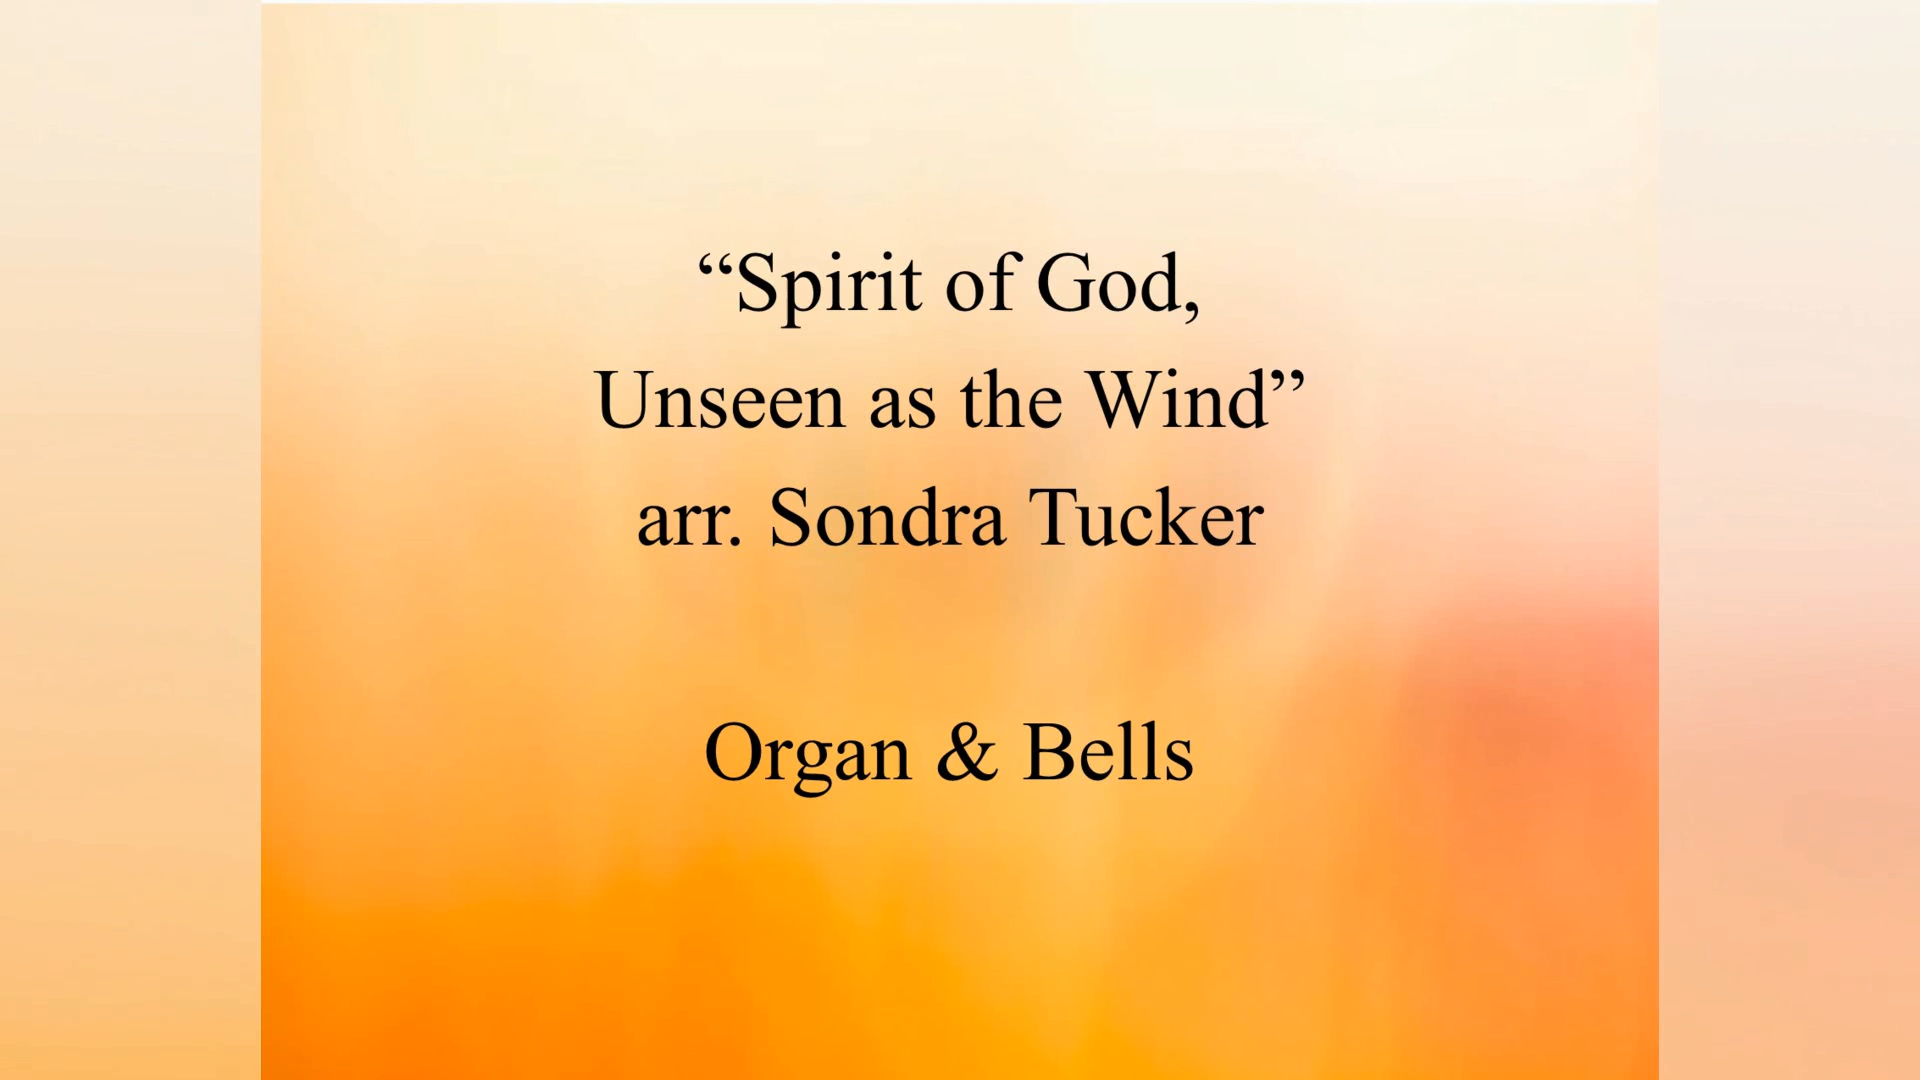 “Spirit of God,
Unseen as the Wind”
arr. Sondra Tucker
Organ & Bells